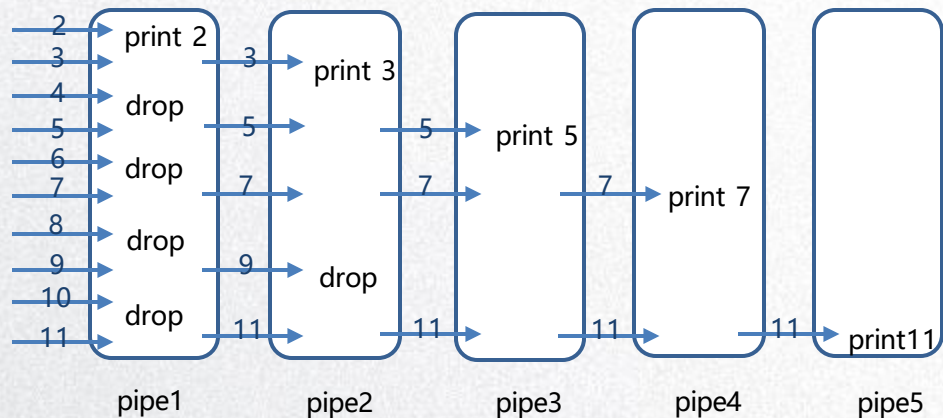 2
print 2
3
3
print 3
4
drop
5
5
5
print 5
6
drop
7
7
7
7
print 7
8
drop
9
9
drop
10
drop
11
11
11
11
11
print11
pipe1
pipe2
pipe3
pipe4
pipe5